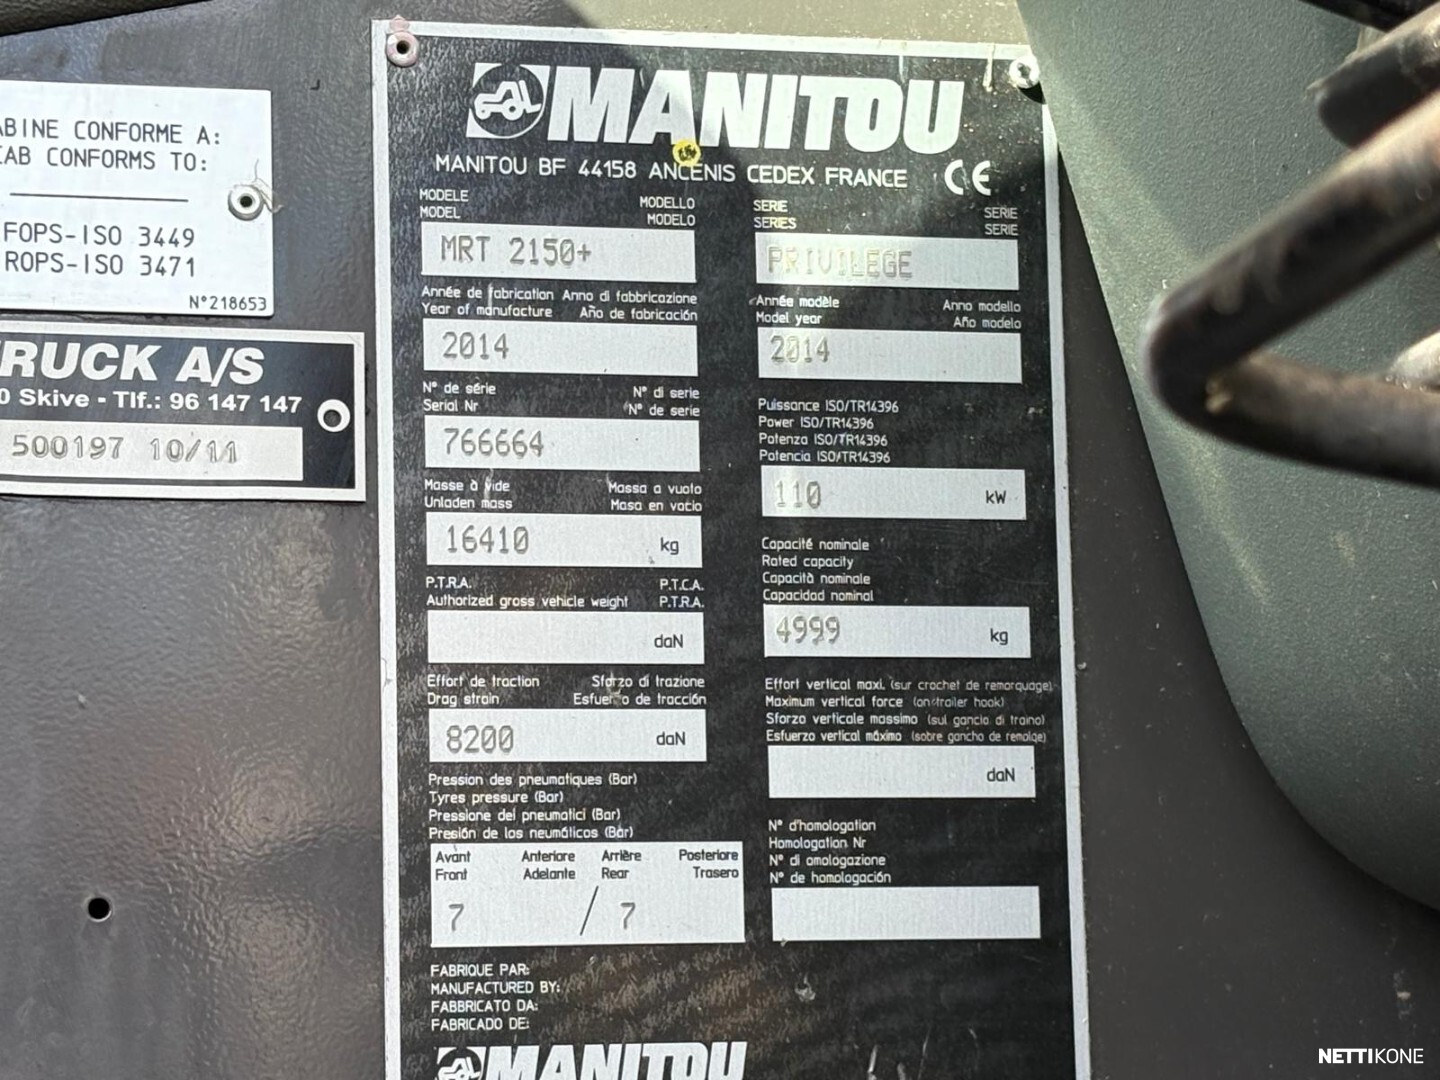 ABINE CONFORME A:
CAB CONFORMS TO:
FOPS-ISO 3449
ROPS-ISO 3471
N°218653
TRUCK A/S
0 Skive - Tlf.: 96 147 147
500197 10/11
MANITOU
MANITOU BF 44158 ANCENIS CEDEX FRANCE CE
MODELE MODELLO
MODEL MODELO
MRT 2150+
SERIE SERIE
SERIES SERIE
PRIVILEGE
Année de fabrication Anno di fabbricazione
Year of manufacture Año de fabricación
2014
Année modèle Anno modello
Model year Año modelo
2014
N° de série N° di serie
Serial Nr N° de serie
766664
Puissance ISO/TR14396
Power ISO/TR14396
Potenza ISO/TR14396
Potencia ISO/TR14396
110 kW
Masse à vide Massa a vuoto
Unladen mass Masa en vacio
16410 kg
Capacité nominale
Rated capacity
Capacità nominale
Capacidad nominal
4999 kg
P.T.R.A. P.T.C.A.
Authorized gross vehicle weight P.T.R.A.
daN
Effort de traction Sforzo di trazione
Drag strain Esfuerzo de tracción
8200 daN
Effort vertical maxi. (sur crochet de remorquage)
Maximum vertical force (on trailer hook)
Sforzo verticale massimo (sul gancio di traino)
Esfuerzo vertical máximo (sobre gancho de remolqe)
daN
Pression des pneumatiques (Bar)
Tyres pressure (Bar)
Pressione dei pneumatici (Bar)
Presión de los neumáticos (Bar)
Avant Anteriore Arrière Posteriore
Front Adelante Rear Trasero
7 / 7
N° d'homologation
Homologation Nr
N° di omologazione
N° de homologación
FABRIQUE PAR:
MANUFACTURED BY:
FABBRICATO DA:
FABRICADO DE:
MANITOU
NETTIKONE